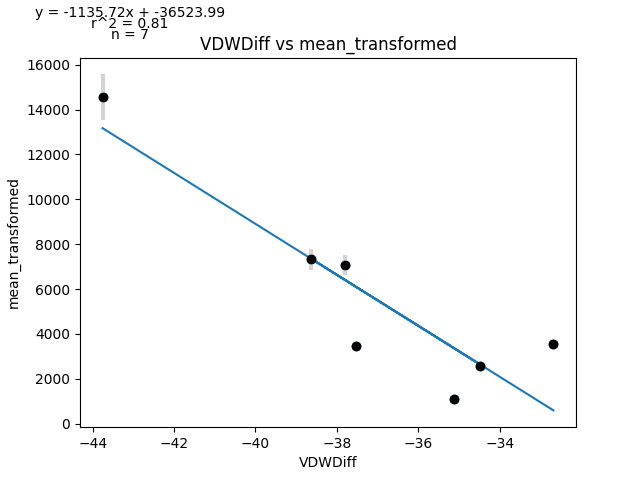 y = -1135.72x + -36523.99
r^2 = 0.81
n = 7
VDWDiff vs mean_transformed
16000
14000
12000
10000
8000
6000
4000
2000
0
mean_transformed
−44
−42
−40
−38
−36
−34
VDWDiff